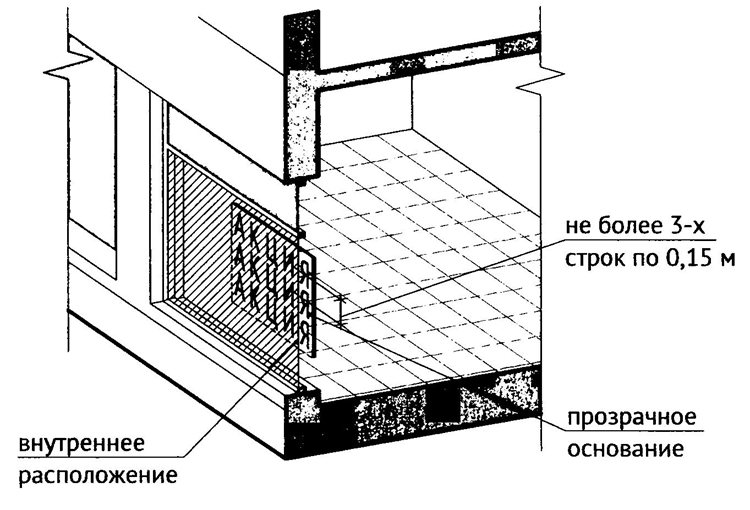 АКЦИЯ
АКЦИЯ
АКЦИЯ
не более 3-х
строк по 0,15 м
прозрачное
основание
внутреннее
расположение